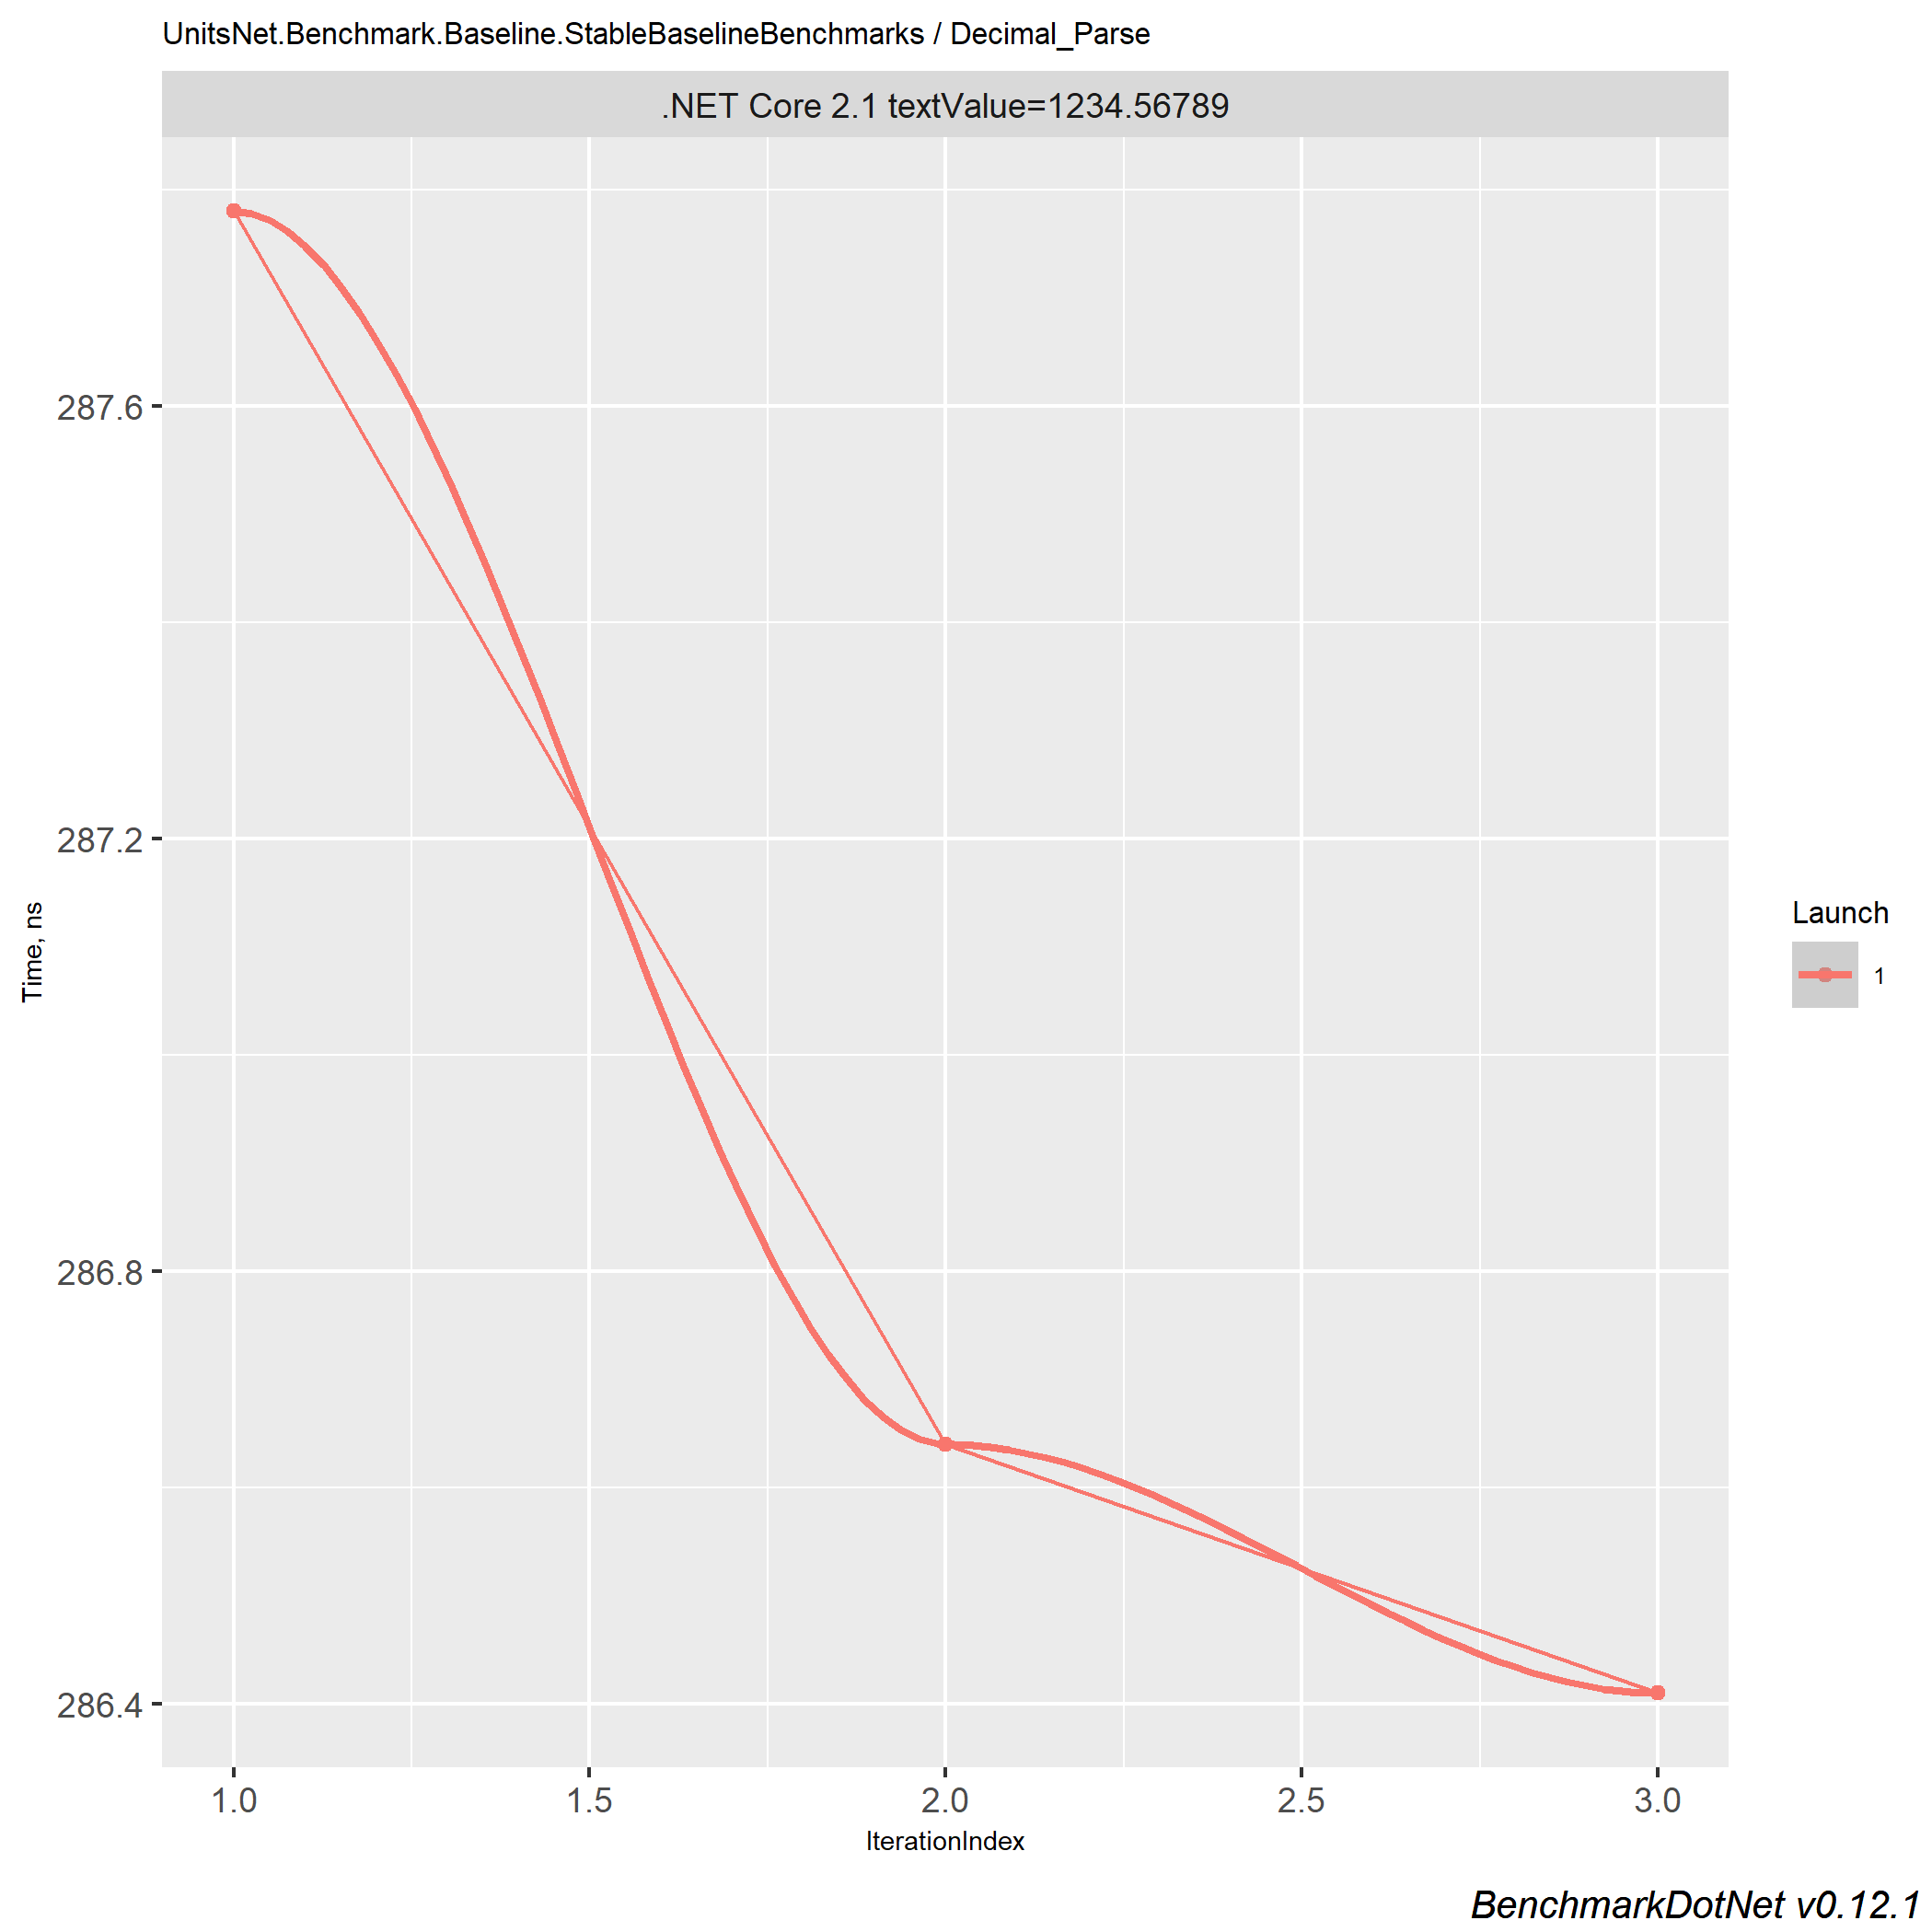 UnitsNet.Benchmark.Baseline.StableBaselineBenchmarks / Decimal_Parse
.NET Core 2.1 textValue=1234.56789
287.6
287.2
286.8
286.4
Time, ns
1.0 1.5 2.0 2.5 3.0
IterationIndex
Launch
1
BenchmarkDotNet v0.12.1